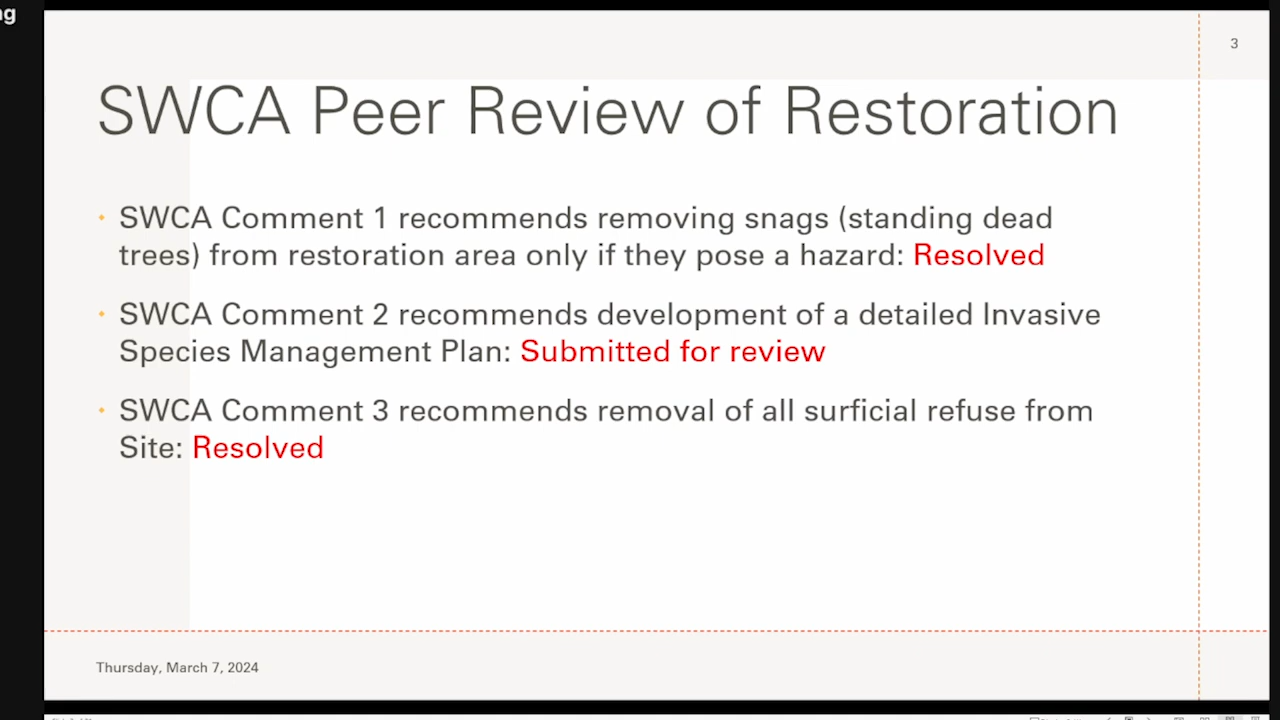 ng
3
SWCA Peer Review of Restoration
• SWCA Comment 1 recommends removing snags (standing dead
trees) from restoration area only if they pose a hazard: Resolved
• SWCA Comment 2 recommends development of a detailed Invasive
Species Management Plan: Submitted for review
• SWCA Comment 3 recommends removal of all surficial refuse from
Site: Resolved
Thursday, March 7, 2024